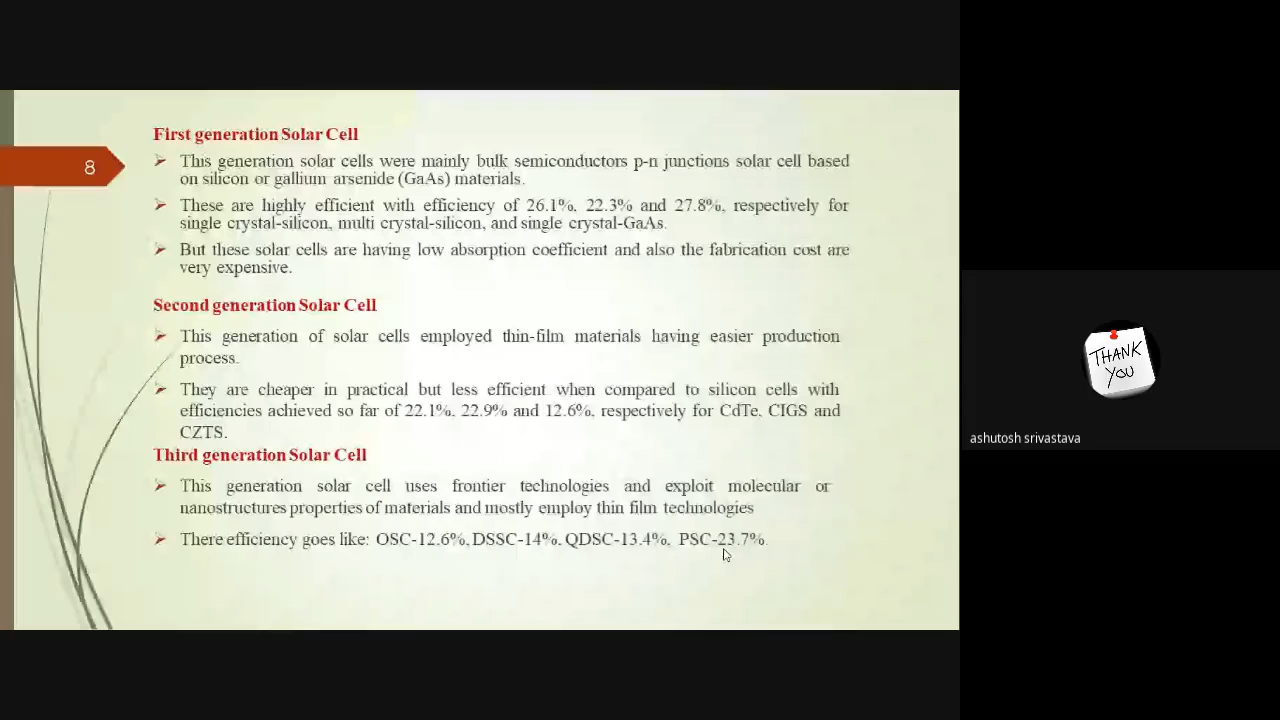 First generation Solar Cell
8
➢ This generation solar cells were mainly bulk semiconductors p-n junctions solar cell based
on silicon or gallium arsenide (GaAs) materials.
➢ These are highly efficient with efficiency of 26.1%, 22.3% and 27.8%, respectively for
single crystal-silicon, multi crystal-silicon, and single crystal-GaAs.
➢ But these solar cells are having low absorption coefficient and also the fabrication cost are
very expensive.
Second generation Solar Cell
➢ This generation of solar cells employed thin-film materials having easier production
process.
➢ They are cheaper in practical but less efficient when compared to silicon cells with
efficiencies achieved so far of 22.1%, 22.9% and 12.6%, respectively for CdTe, CIGS and
CZTS.
Third generation Solar Cell
➢ This generation solar cell uses frontier technologies and exploit molecular or
nanostructures properties of materials and mostly employ thin film technologies
➢ There efficiency goes like: OSC-12.6%, DSSC-14%, QDSC-13.4%, PSC-23.7%.
THANK
YOU
ashutosh srivastava